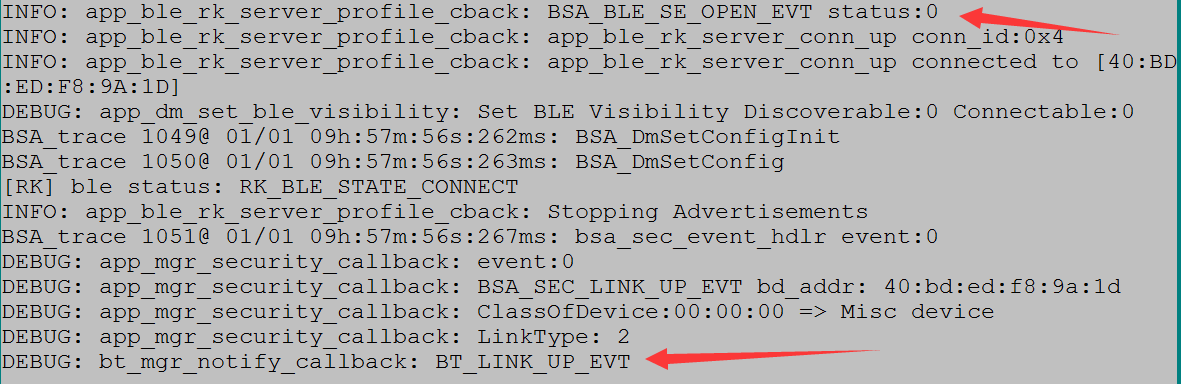 INFO: app_ble_rk_server_profile_cback: BSA_BLE_SE_OPEN_EVT status:0
INFO: app_ble_rk_server_profile_cback: app_ble_rk_server_conn_up conn_id:0x4
INFO: app_ble_rk_server_profile_cback: app_ble_rk_server_conn_up connected to [40:BD
:ED:F8:9A:1D]
DEBUG: app_dm_set_ble_visibility: Set BLE Visibility Discoverable:0 Connectable:0
BSA_trace 1049@ 01/01 09h:57m:56s:262ms: BSA_DmSetConfigInit
BSA_trace 1050@ 01/01 09h:57m:56s:263ms: BSA_DmSetConfig
[RK] ble status: RK_BLE_STATE_CONNECT
INFO: app_ble_rk_server_profile_cback: Stopping Advertisements
BSA_trace 1051@ 01/01 09h:57m:56s:267ms: bsa_sec_event_hdlr event:0
DEBUG: app_mgr_security_callback: event:0
DEBUG: app_mgr_security_callback: BSA_SEC_LINK_UP_EVT bd_addr: 40:bd:ed:f8:9a:1d
DEBUG: app_mgr_security_callback: ClassOfDevice:00:00:00 => Misc device
DEBUG: app_mgr_security_callback: LinkType: 2
DEBUG: bt_mgr_notify_callback: BT_LINK_UP_EVT